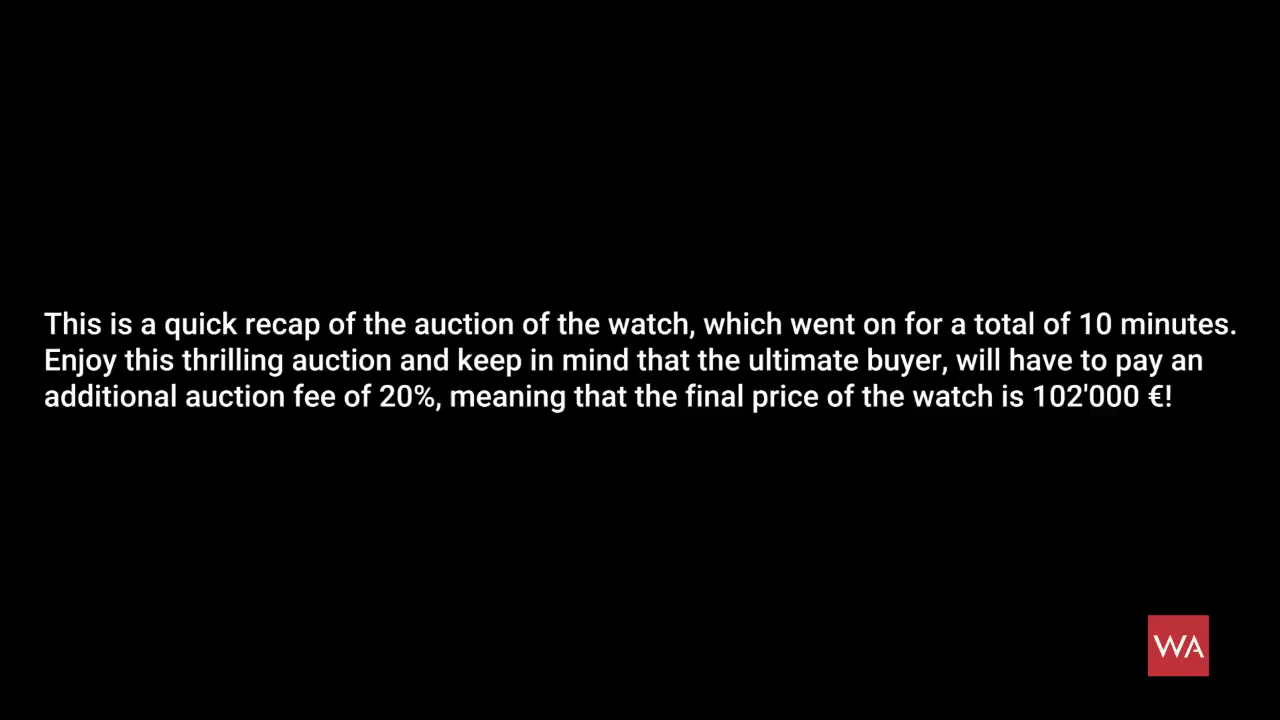 This is a quick recap of the auction of the watch, which went on for a total of 10 minutes.
Enjoy this thrilling auction and keep in mind that the ultimate buyer, will have to pay an
additional auction fee of 20%, meaning that the final price of the watch is 102'000 €!
WA